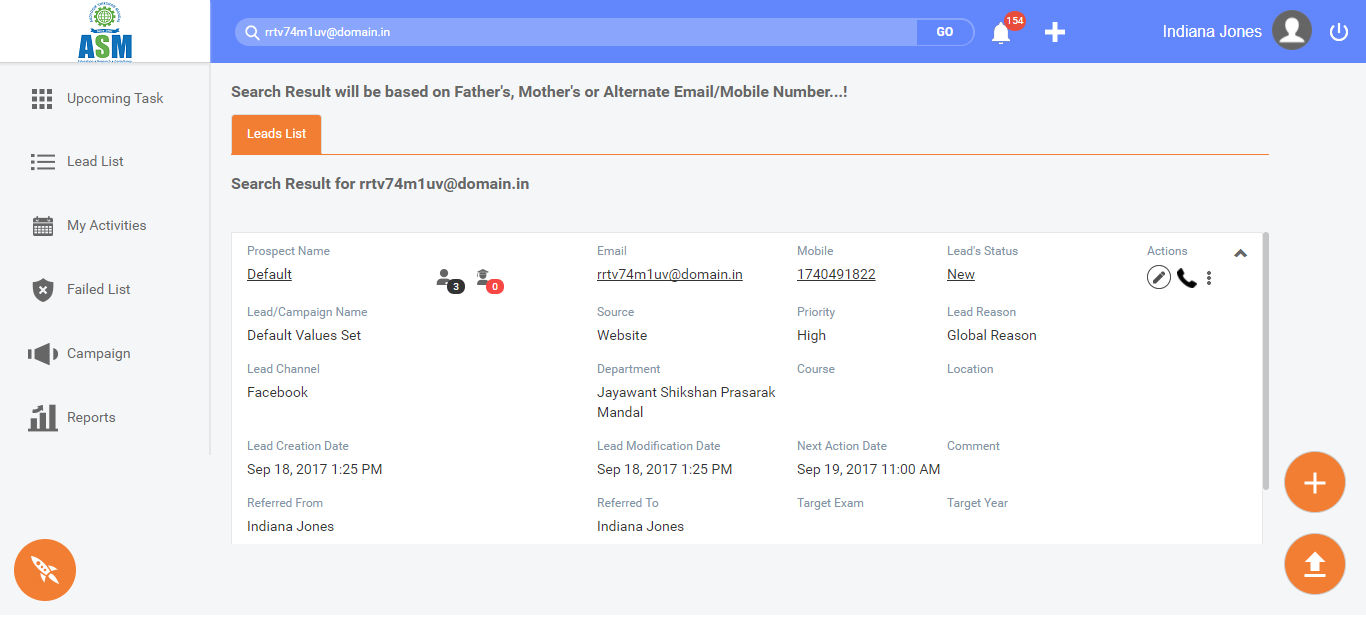 ASM
rrtv74m1uv@domain.in
GO
154
Indiana Jones
Upcoming Task
Lead List
My Activities
Failed List
Campaign
Reports
Search Result will be based on Father's, Mother's or Alternate Email/Mobile Number...!
Leads List
Search Result for rrtv74m1uv@domain.in
Prospect Name Email Mobile Lead's Status Actions
Default 3 0 rrtv74m1uv@domain.in 1740491822 New
Lead/Campaign Name Source Priority Lead Reason
Default Values Set Website High Global Reason
Lead Channel Department Course Location
Facebook Jayawant Shikshan Prasarak
Mandal
Lead Creation Date Lead Modification Date Next Action Date Comment
Sep 18, 2017 1:25 PM Sep 18, 2017 1:25 PM Sep 19, 2017 11:00 AM
Referred From Referred To Target Exam Target Year
Indiana Jones Indiana Jones